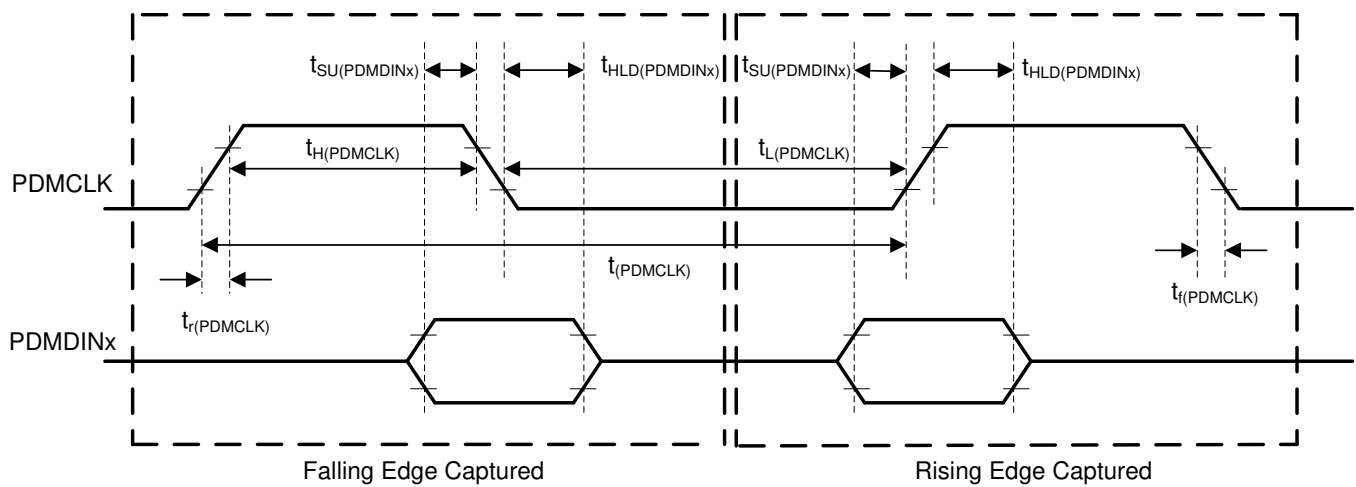 tSU(PDMDINx) tHLD(PDMDINx) tSU(PDMDINx) tHLD(PDMDINx)
tH(PDMCLK) tL(PDMCLK)
PDMCLK
t(PDMCLK)
tr(PDMCLK) tf(PDMCLK)
PDMDINx
Falling Edge Captured Rising Edge Captured